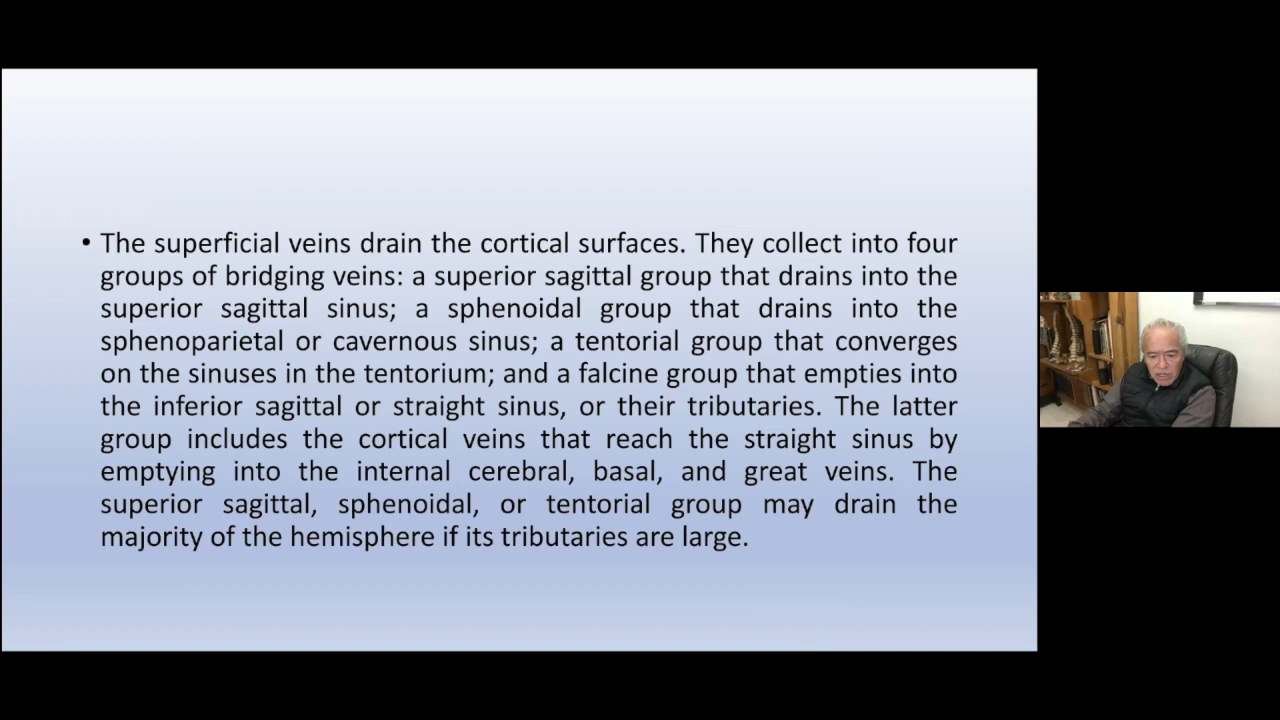 • The superficial veins drain the cortical surfaces. They collect into four
groups of bridging veins: a superior sagittal group that drains into the
superior sagittal sinus; a sphenoidal group that drains into the
sphenoparietal or cavernous sinus; a tentorial group that converges
on the sinuses in the tentorium; and a falcine group that empties into
the inferior sagittal or straight sinus, or their tributaries. The latter
group includes the cortical veins that reach the straight sinus by
emptying into the internal cerebral, basal, and great veins. The
superior sagittal, sphenoidal, or tentorial group may drain the
majority of the hemisphere if its tributaries are large.